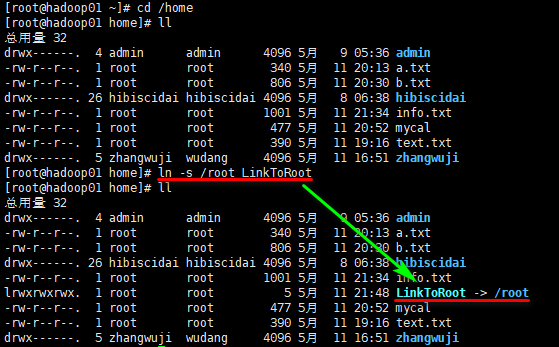 [root@hadoop01 ~]# cd /home
[root@hadoop01 home]# ll
总用量 32
drwx------.  4 admin      admin      4096 5月   9 05:36 admin
-rw-r--r--.  1 root       root        340 5月  11 20:13 a.txt
-rw-r--r--.  1 root       root        806 5月  11 20:30 b.txt
drwx------. 26 hibiscidai hibiscidai 4096 5月   8 06:38 hibiscidai
-rw-r--r--.  1 root       root       1001 5月  11 21:34 info.txt
-rw-r--r--.  1 root       root        477 5月  11 20:52 mycal
-rw-r--r--.  1 root       root        390 5月  11 19:16 text.txt
drwx------.  5 zhangwuji  wudang     4096 5月  11 16:51 zhangwuji
[root@hadoop01 home]# ln -s /root LinkToRoot
[root@hadoop01 home]# ll
总用量 32
drwx------.  4 admin      admin      4096 5月   9 05:36 admin
-rw-r--r--.  1 root       root        340 5月  11 20:13 a.txt
-rw-r--r--.  1 root       root        806 5月  11 20:30 b.txt
drwx------. 26 hibiscidai hibiscidai 4096 5月   8 06:38 hibiscidai
-rw-r--r--.  1 root       root       1001 5月  11 21:34 info.txt
lrwxrwxrwx.  1 root       root          5 5月  11 21:48 LinkToRoot -> /root
-rw-r--r--.  1 root       root        477 5月  11 20:52 mycal
-rw-r--r--.  1 root       root        390 5月  11 19:16 text.txt
drwx------.  5 zhangwuji  wudang     4096 5月  11 16:51 zhangwuji